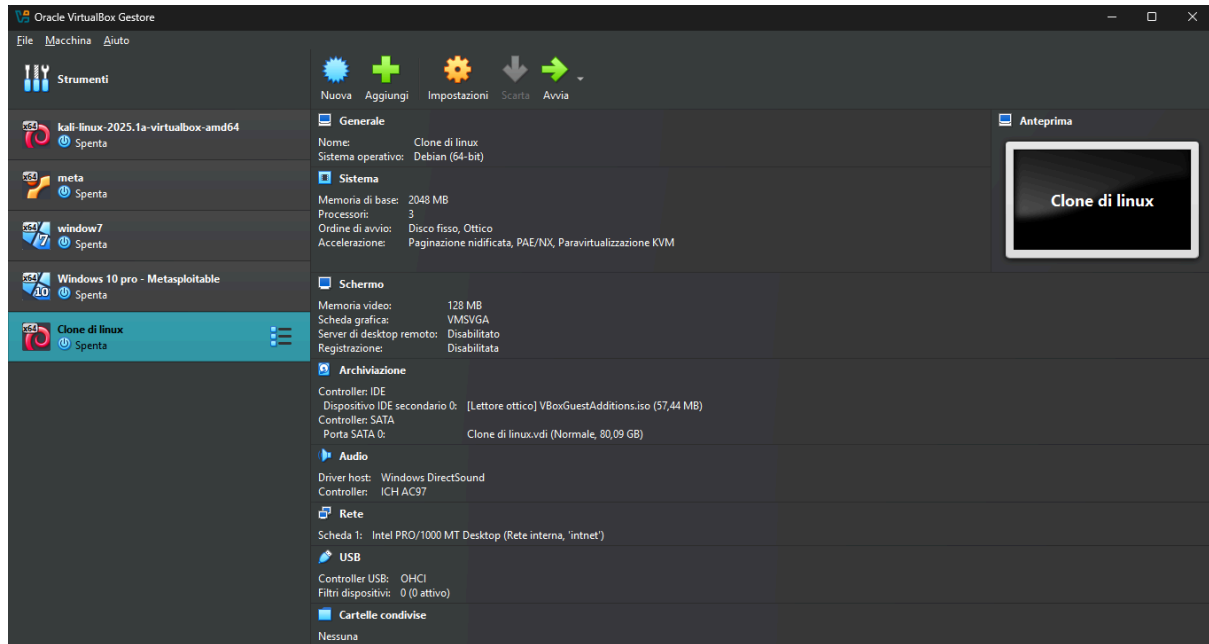 Oracle VirtualBox Gestore
File Macchina Aiuto
Strumenti
Nuova Aggiungi Impostazioni Scarta Avvia
kali-linux-2025.1a-virtualbox-amd64
Spenta
meta
Spenta
window7
Spenta
Windows 10 pro - Metasploitable
Spenta
Clone di linux
Spenta
Generale
Nome: Clone di linux
Sistema operativo: Debian (64-bit)
Sistema
Memoria di base: 2048 MB
Processori: 3
Ordine di avvio: Disco fisso, Ottico
Accelerazione: Paginazione nidificata, PAE/NX, Paravirtualizzazione KVM
Schermo
Memoria video: 128 MB
Scheda grafica: VMSVGA
Server di desktop remoto: Disabilitato
Registrazione: Disabilitata
Archiviazione
Controller: IDE
Dispositivo IDE secondario 0: [Lettore ottico] VBoxGuestAdditions.iso (57,44 MB)
Controller: SATA
Porta SATA 0: Clone di linux.vdi (Normale, 80,09 GB)
Audio
Driver host: Windows DirectSound
Controller: ICH AC97
Rete
Scheda 1: Intel PRO/1000 MT Desktop (Rete interna, 'intnet')
USB
Controller USB: OHCI
Filtri dispositivi: 0 (0 attivo)
Cartelle condivise
Nessuna
Anteprima
Clone di linux
x64
x64
x64
7
x64
10
x64